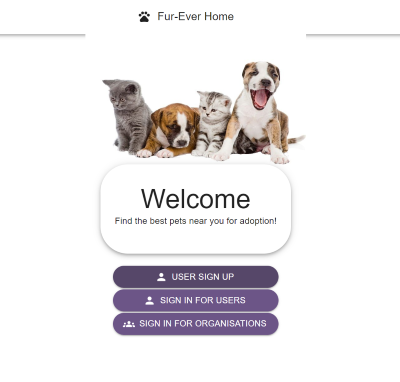 Fur-Ever Home
Welcome
Find the best pets near you for adoption!
USER SIGN UP
SIGN IN FOR USERS
SIGN IN FOR ORGANISATIONS